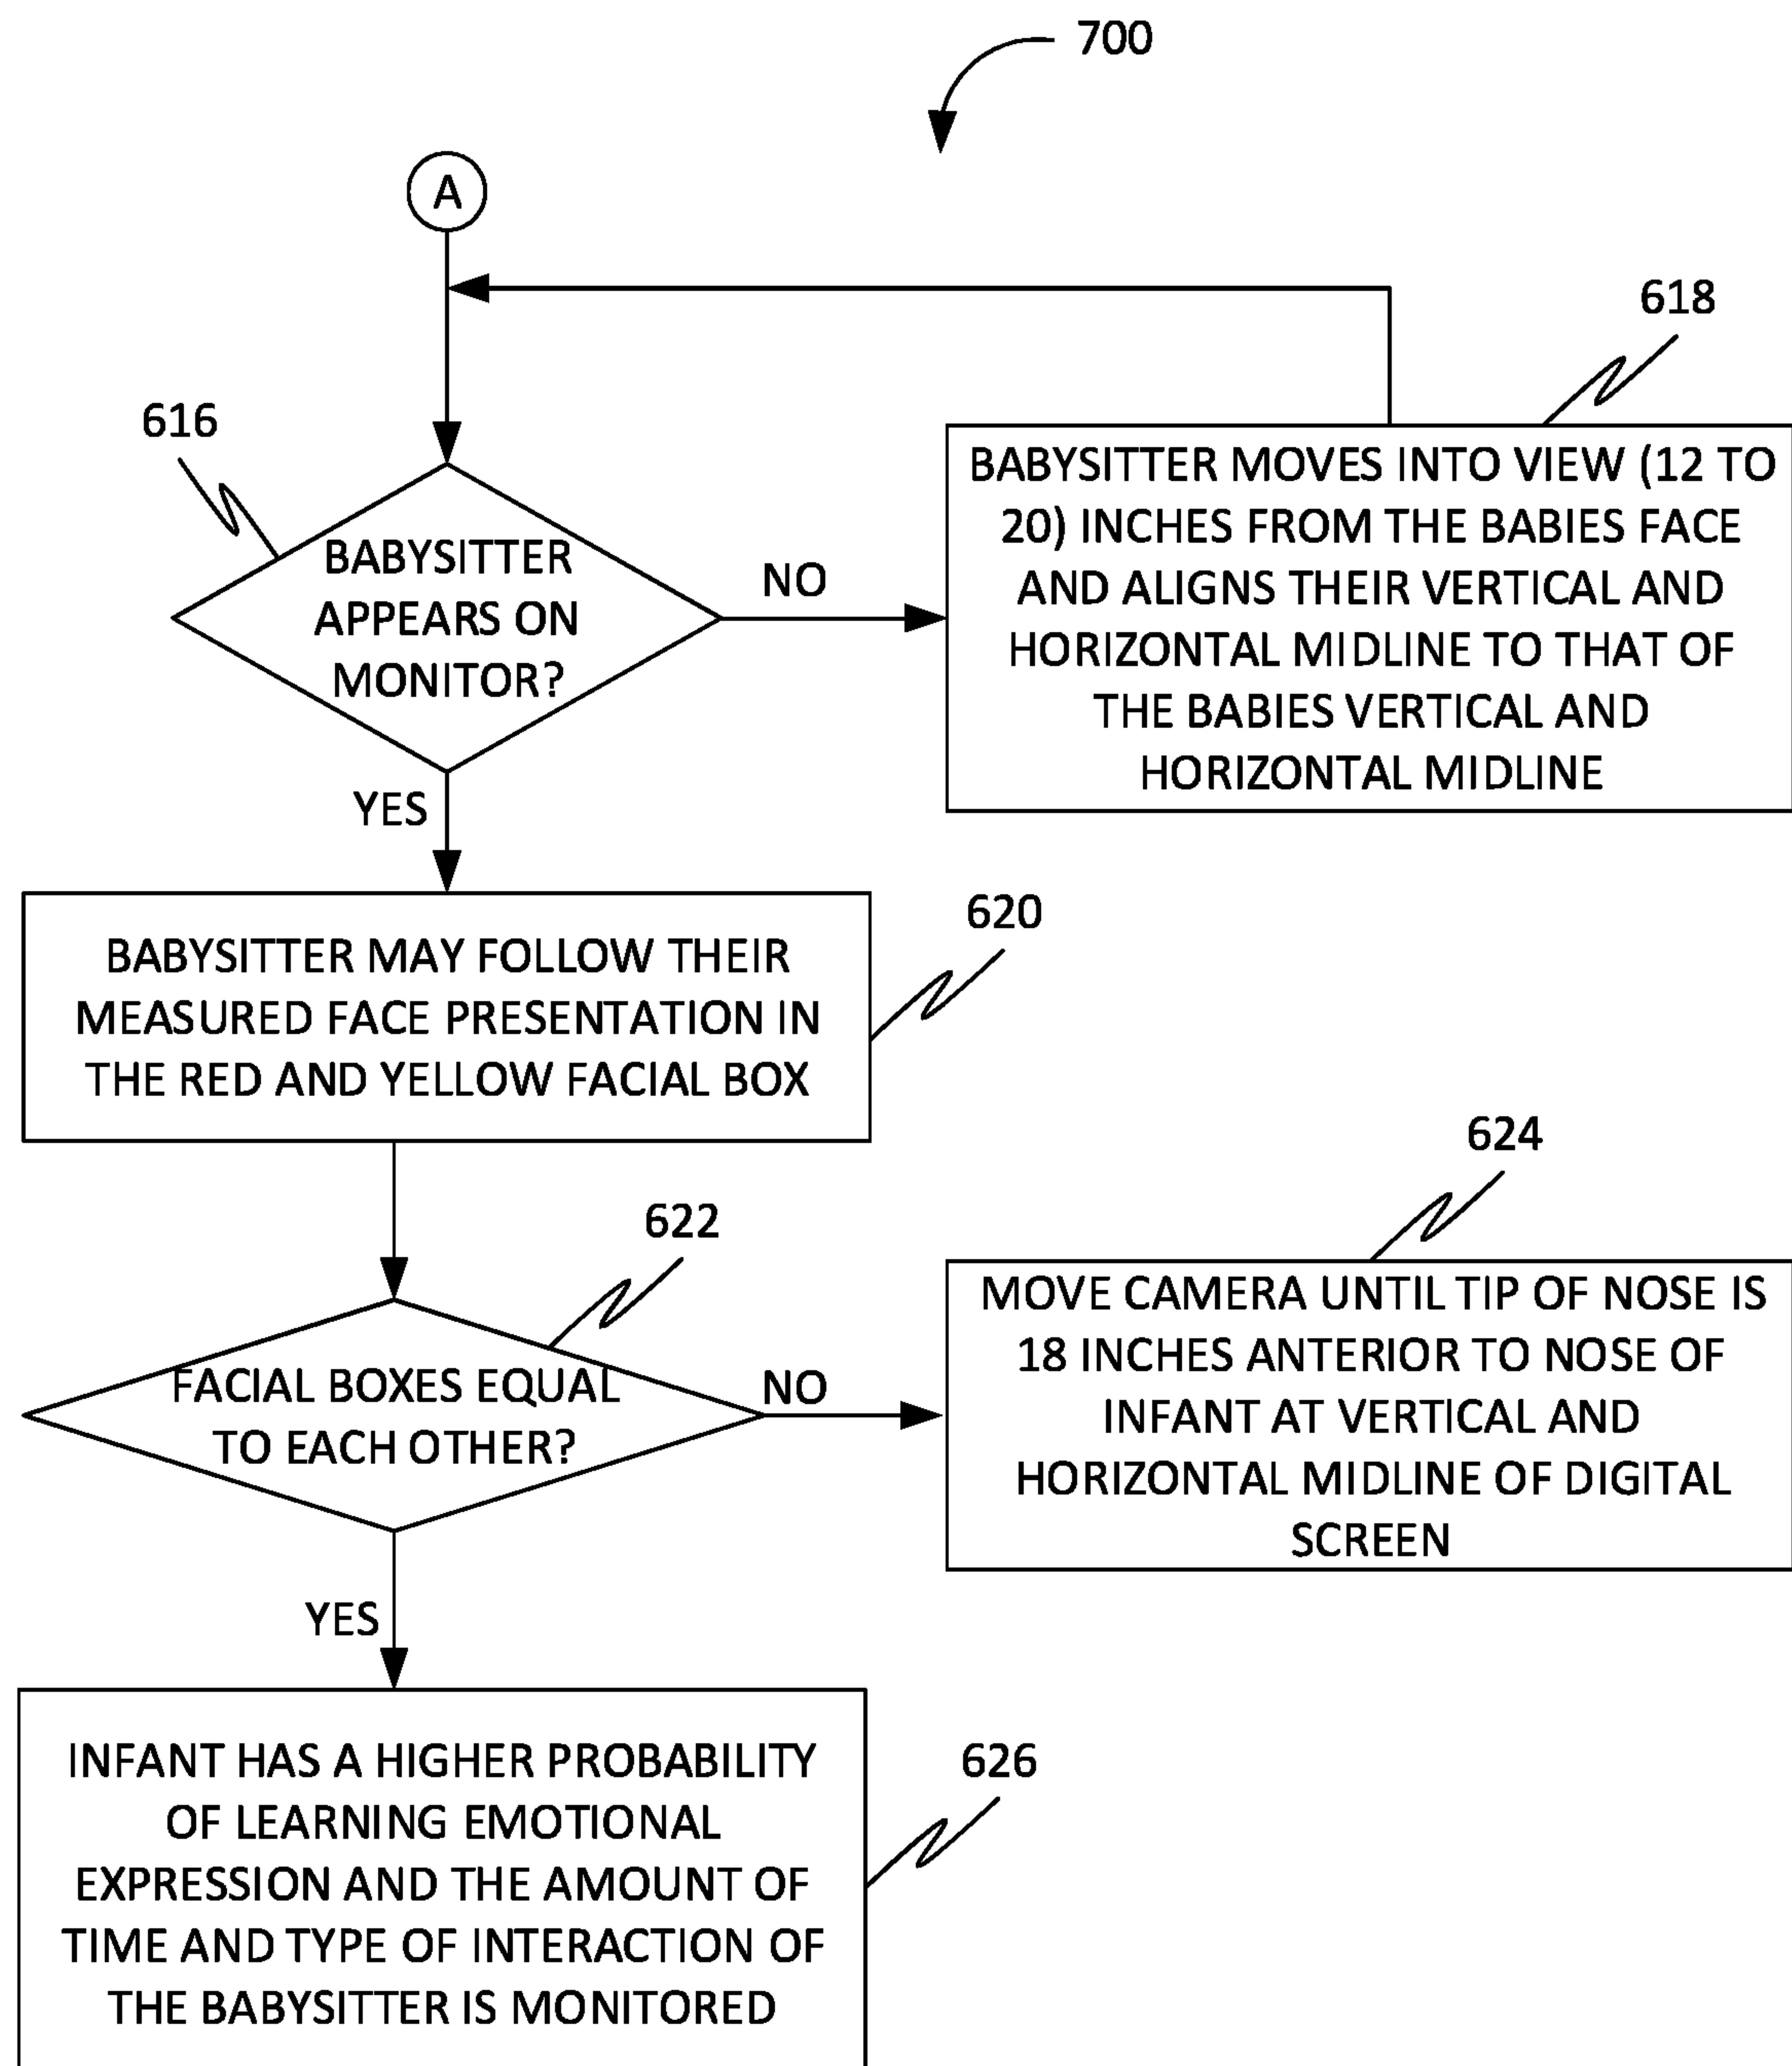 700
A
618
616
BABYSITTER
APPEARS ON
MONITOR?
NO
BABYSITTER MOVES INTO VIEW (12 TO
20) INCHES FROM THE BABIES FACE
AND ALIGNS THEIR VERTICAL AND
HORIZONTAL MIDLINE TO THAT OF
THE BABIES VERTICAL AND
HORIZONTAL MIDLINE
YES
620
BABYSITTER MAY FOLLOW THEIR
MEASURED FACE PRESENTATION IN
THE RED AND YELLOW FACIAL BOX
624
622
FACIAL BOXES EQUAL
TO EACH OTHER?
NO
MOVE CAMERA UNTIL TIP OF NOSE IS
18 INCHES ANTERIOR TO NOSE OF
INFANT AT VERTICAL AND
HORIZONTAL MIDLINE OF DIGITAL
SCREEN
YES
626
INFANT HAS A HIGHER PROBABILITY
OF LEARNING EMOTIONAL
EXPRESSION AND THE AMOUNT OF
TIME AND TYPE OF INTERACTION OF
THE BABYSITTER IS MONITORED